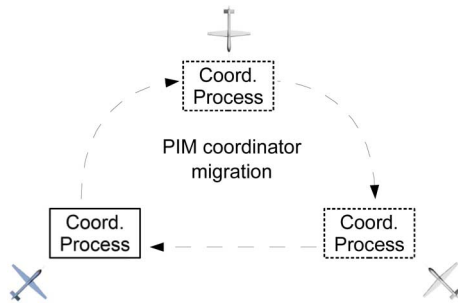 Coord.
Process
PIM coordinator
migration
Coord.
Process
Coord.
Process